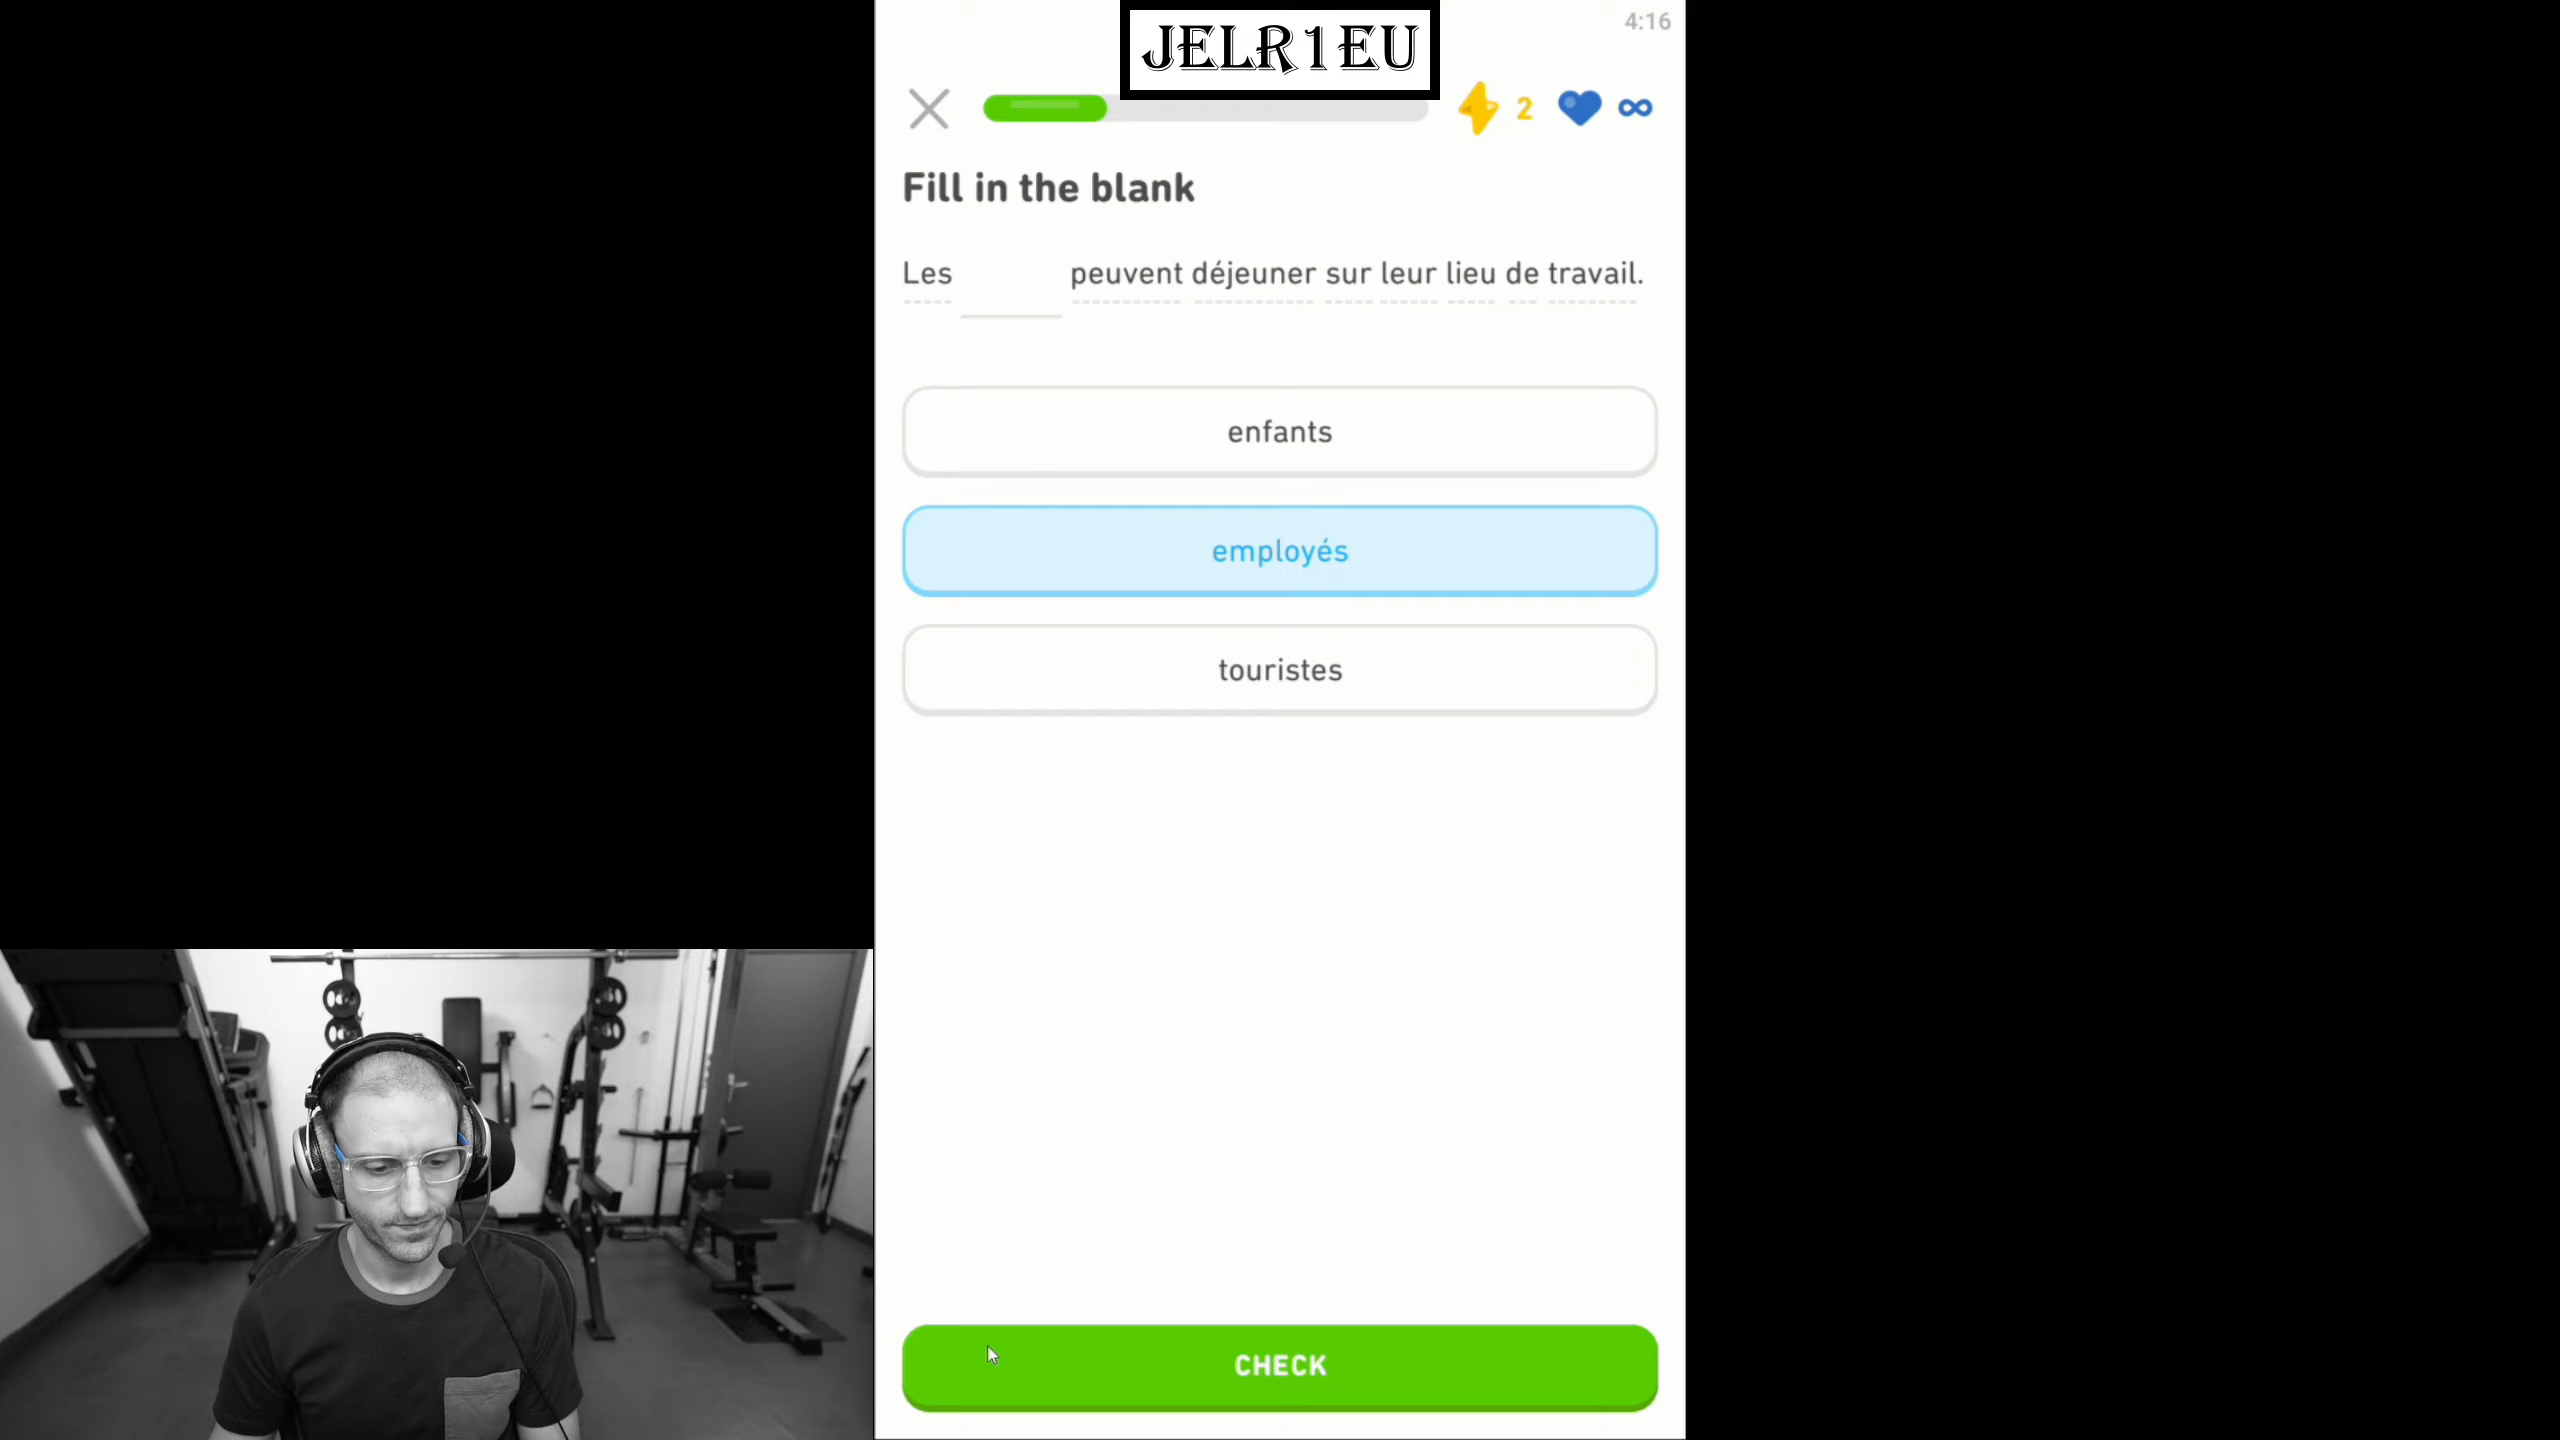 JELR1EU
4:16
2 ∞
Fill in the blank
Les ______ peuvent déjeuner sur leur lieu de travail.
enfants
employés
touristes
CHECK